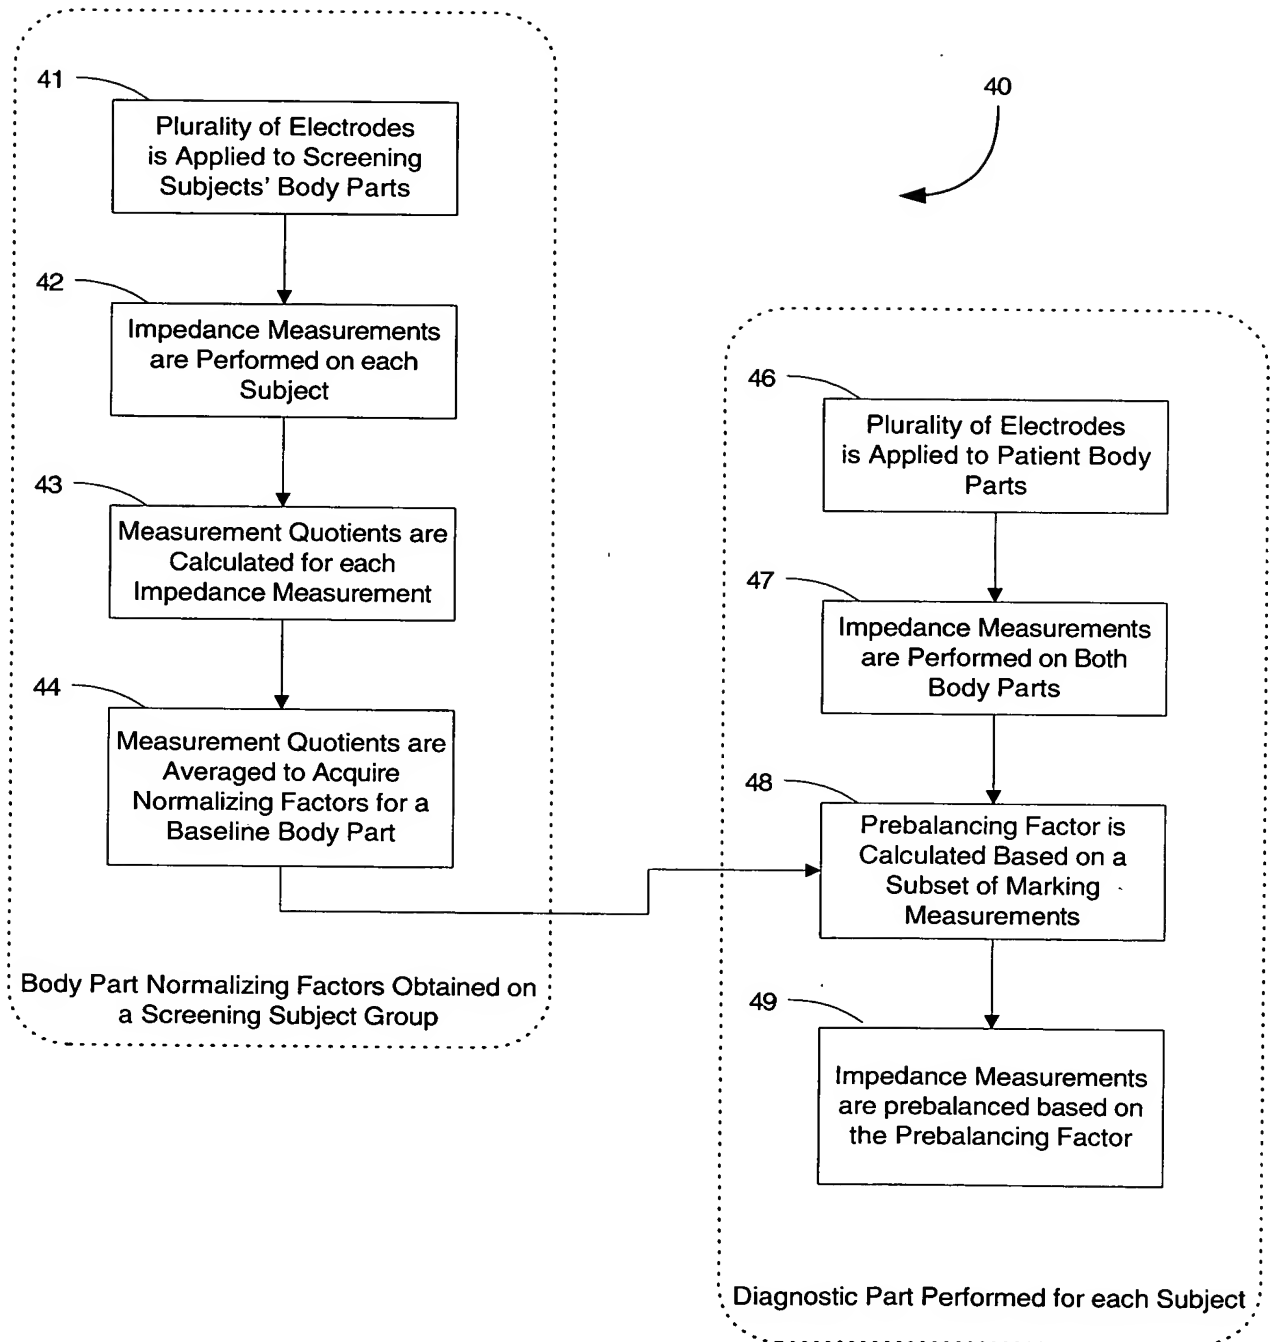 41
Plurality of Electrodes
is Applied to Screening
Subjects' Body Parts
42
Impedance Measurements
are Performed on each
Subject
43
Measurement Quotients are
Calculated for each
Impedance Measurement
44
Measurement Quotients are
Averaged to Acquire
Normalizing Factors for a
Baseline Body Part
Body Part Normalizing Factors Obtained on
a Screening Subject Group
40
46
Plurality of Electrodes
is Applied to Patient Body
Parts
47
Impedance Measurements
are Performed on Both
Body Parts
48
Prebalancing Factor is
Calculated Based on a
Subset of Marking
Measurements
49
Impedance Measurements
are prebalanced based on
the Prebalancing Factor
Diagnostic Part Performed for each Subject